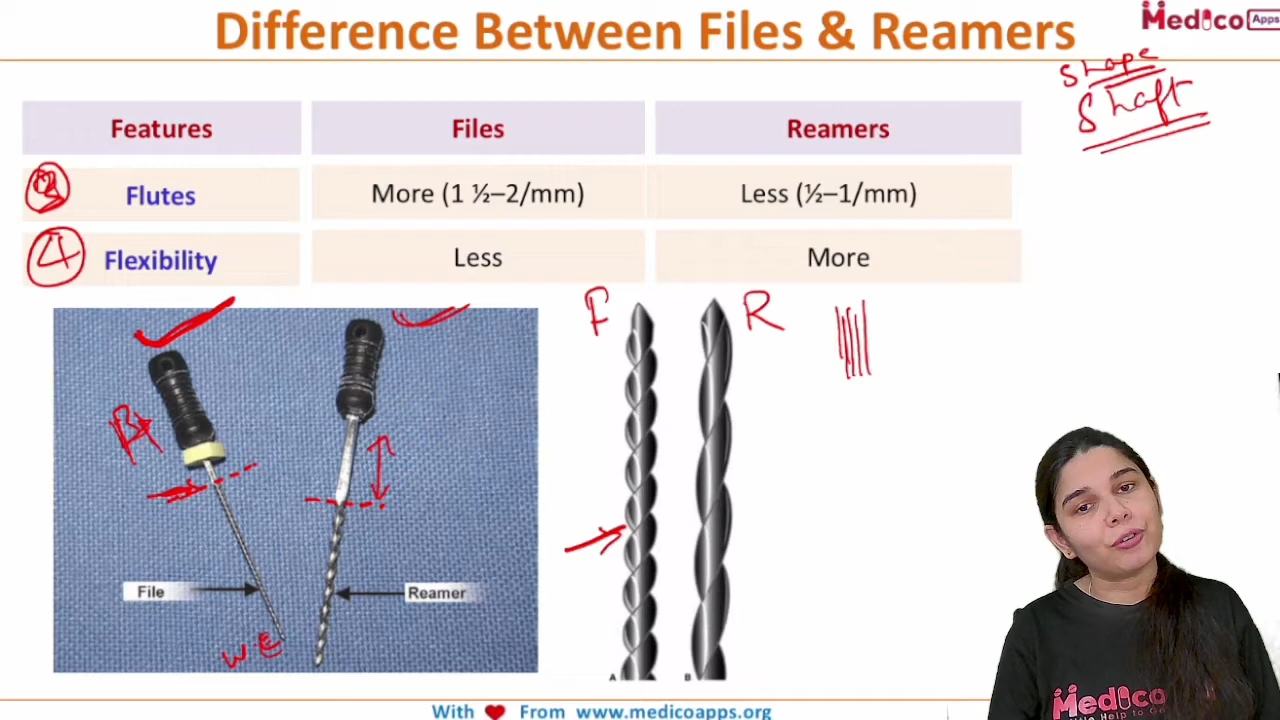 Difference Between Files & Reamers
Medico Apps
Shape
Shaft
Features Files Reamers
Flutes More (1 ½–2/mm) Less (½–1/mm)
4 Flexibility Less More
F R
File
Reamer
WE
A B
Medico
With ❤ From www.medicoapps.org